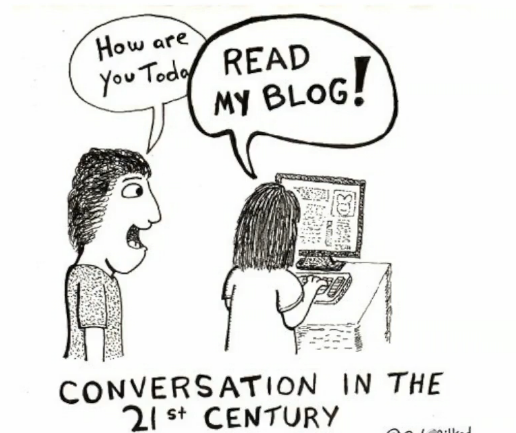 How are
you Toda
READ
MY BLOG!
CONVERSATION IN THE
21st CENTURY